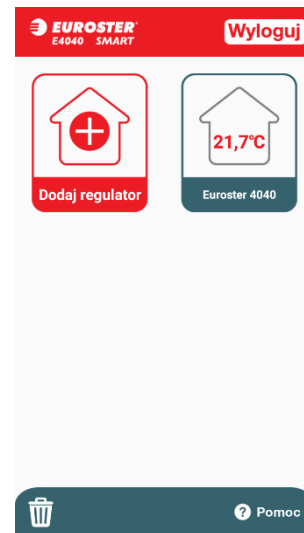 EUROSTER
E4040 SMART
Wyloguj
21,7°C
Dodaj regulator
Euroster 4040
? Pomoc